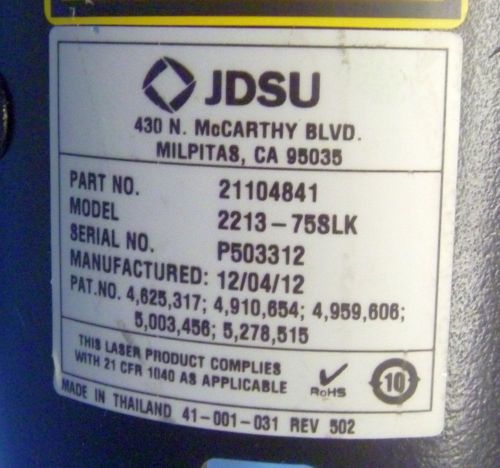 JDSU
430 N. McCARTHY BLVD.
MILPITAS, CA 95035
PART NO. 21104841
MODEL 2213-75SLK
SERIAL NO. P503312
MANUFACTURED: 12/04/12
PAT.NO. 4,625,317; 4,910,654; 4,959,606;
5,003,456; 5,278,515
THIS LASER PRODUCT COMPLIES
WITH 21 CFR 1040 AS APPLICABLE
RoHS
10
MADE IN THAILAND 41-001-031 REV 502